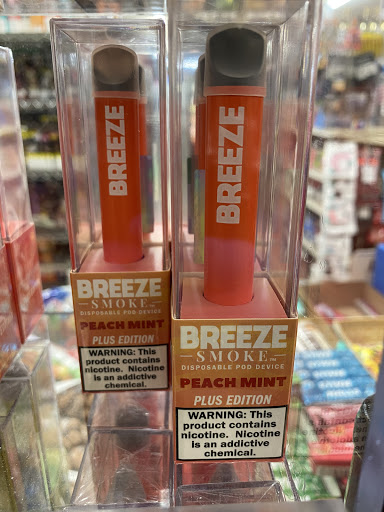 BREEZE
BREEZE
SMOKE™
DISPOSABLE POD DEVICE
PEACH MINT
PLUS EDITION
WARNING: This
product contains
nicotine. Nicotine
is an addictive
chemical.
BREEZE
BREEZE
SMOKE™
DISPOSABLE POD DEVICE
PEACH MINT
PLUS EDITION
WARNING: This
product contains
nicotine. Nicotine
is an addictive
chemical.